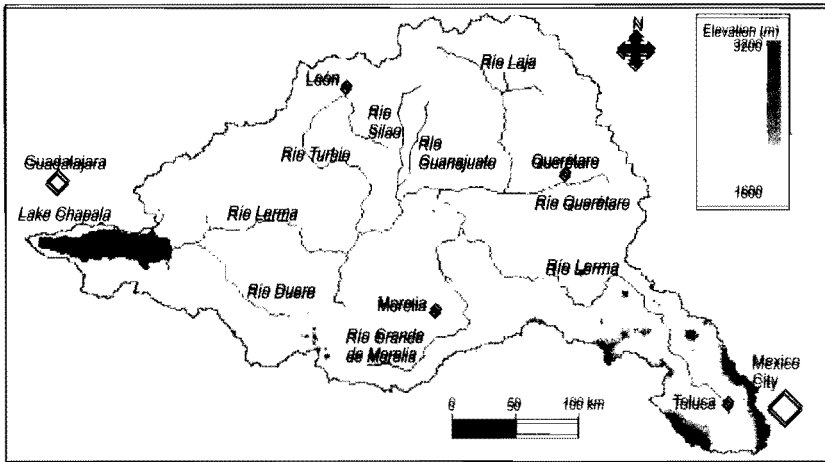 N
Elevation (m)
3200
1600
León
Río Laja
Río
Silao
Río Turbio
Río
Guanajuato
Querétaro
Río Querétaro
Guadalajara
Lake Chapala
Río Lerma
Río Lerma
Río Duero
Morelia
Río Grande
de Morelia
Mexico
City
Toluca
0
50
100 km